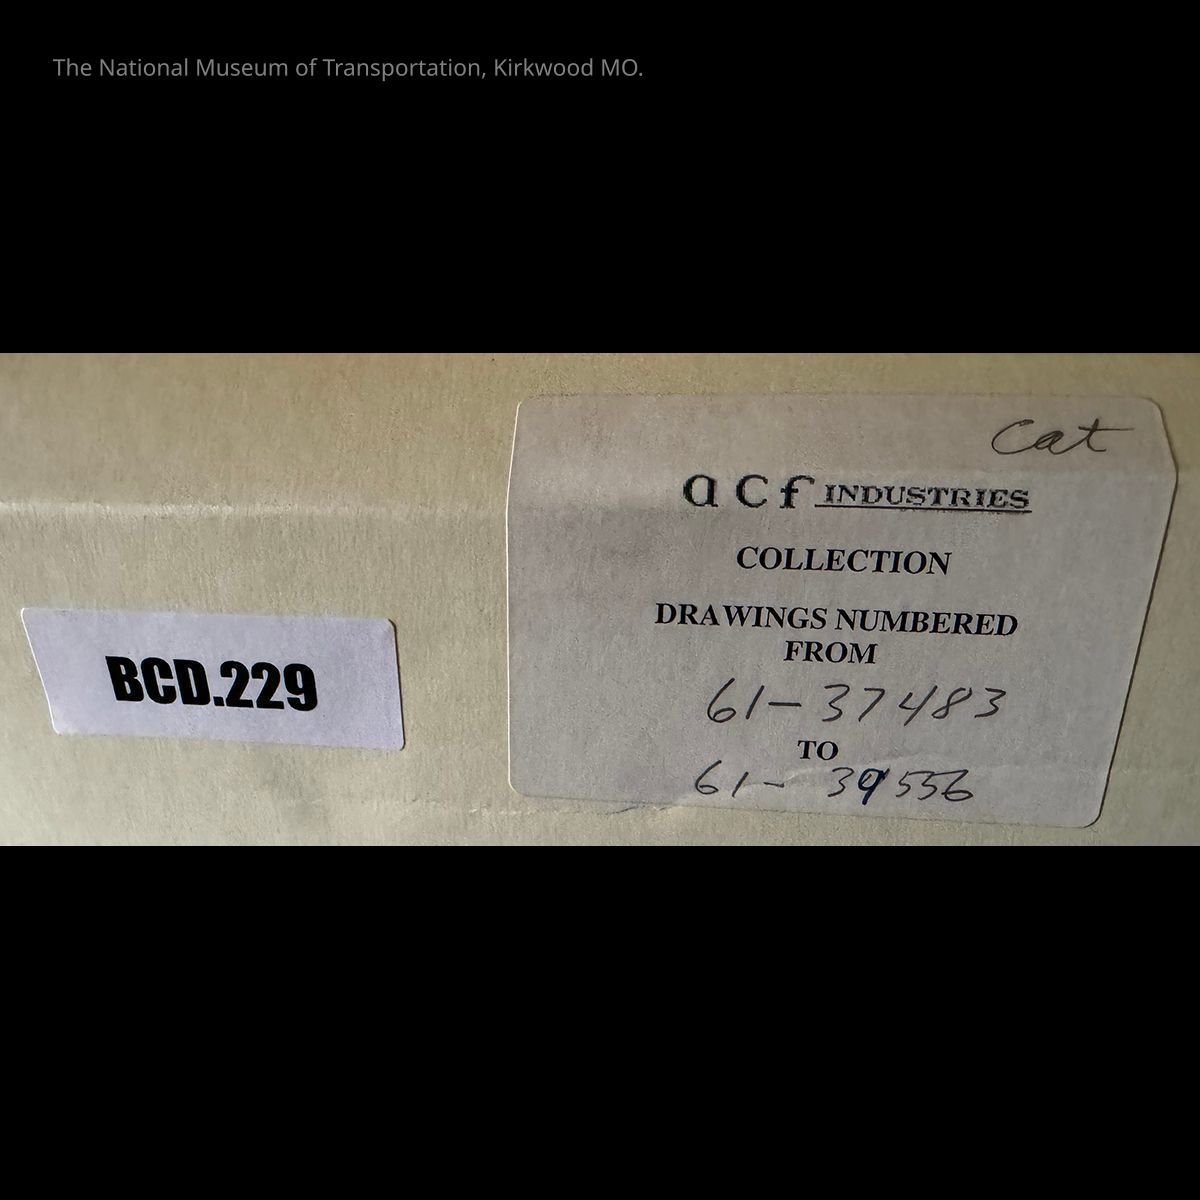 The National Museum of Transportation, Kirkwood MO.
Cat
acf INDUSTRIES
COLLECTION
DRAWINGS NUMBERED
FROM
61-37483
TO
61-39556
BCD.229